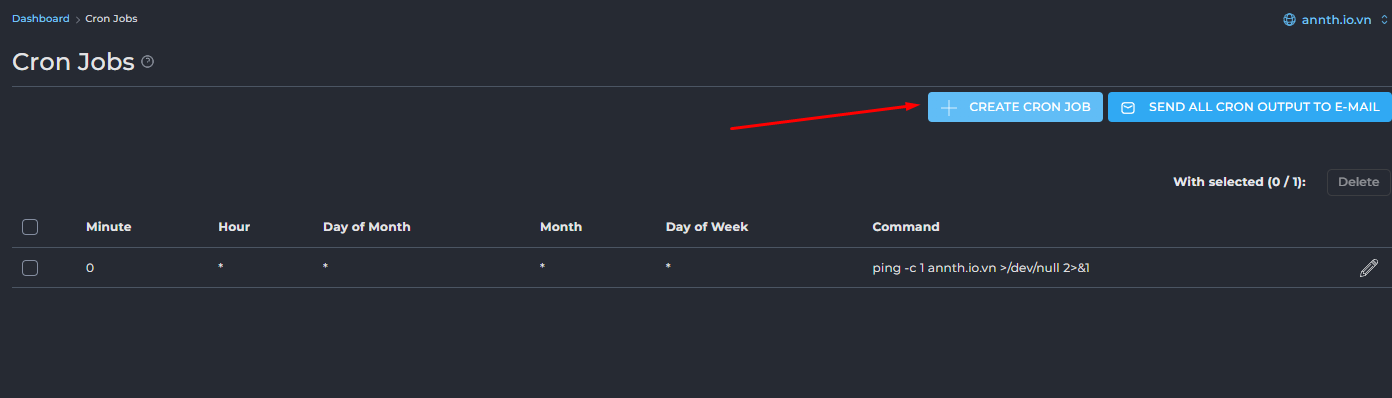 Dashboard > Cron Jobs
annth.io.vn
Cron Jobs
CREATE CRON JOB
SEND ALL CRON OUTPUT TO E-MAIL
With selected (0 / 1): Delete
Minute Hour Day of Month Month Day of Week Command
0 * * * * ping -c 1 annth.io.vn >/dev/null 2>&1